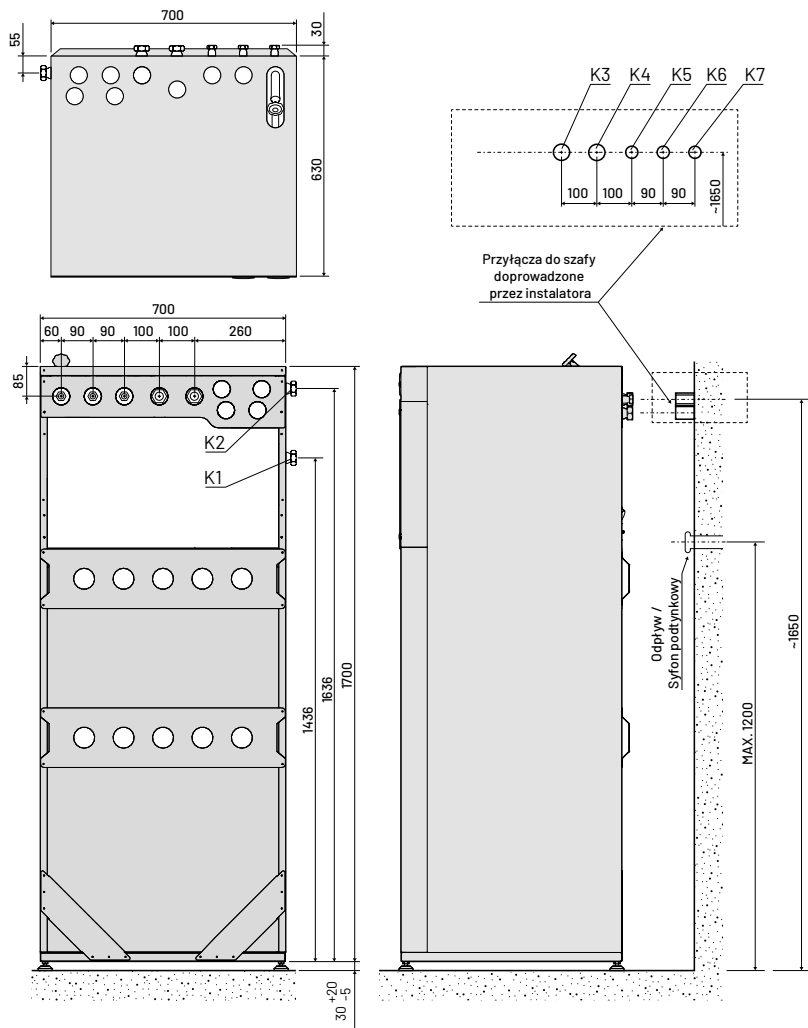 700
30
55
630
K3 K4 K5 K6 K7
100 100 90 90
~1650
Przyłącza do szafy
doprowadzone
przez instalatora
700
60 90 90 100 100 260
85
K2
K1
1436
1636
1700
30 +20 -5
Odpływ /
Syfon podtynkowy
MAX. 1200
~1650